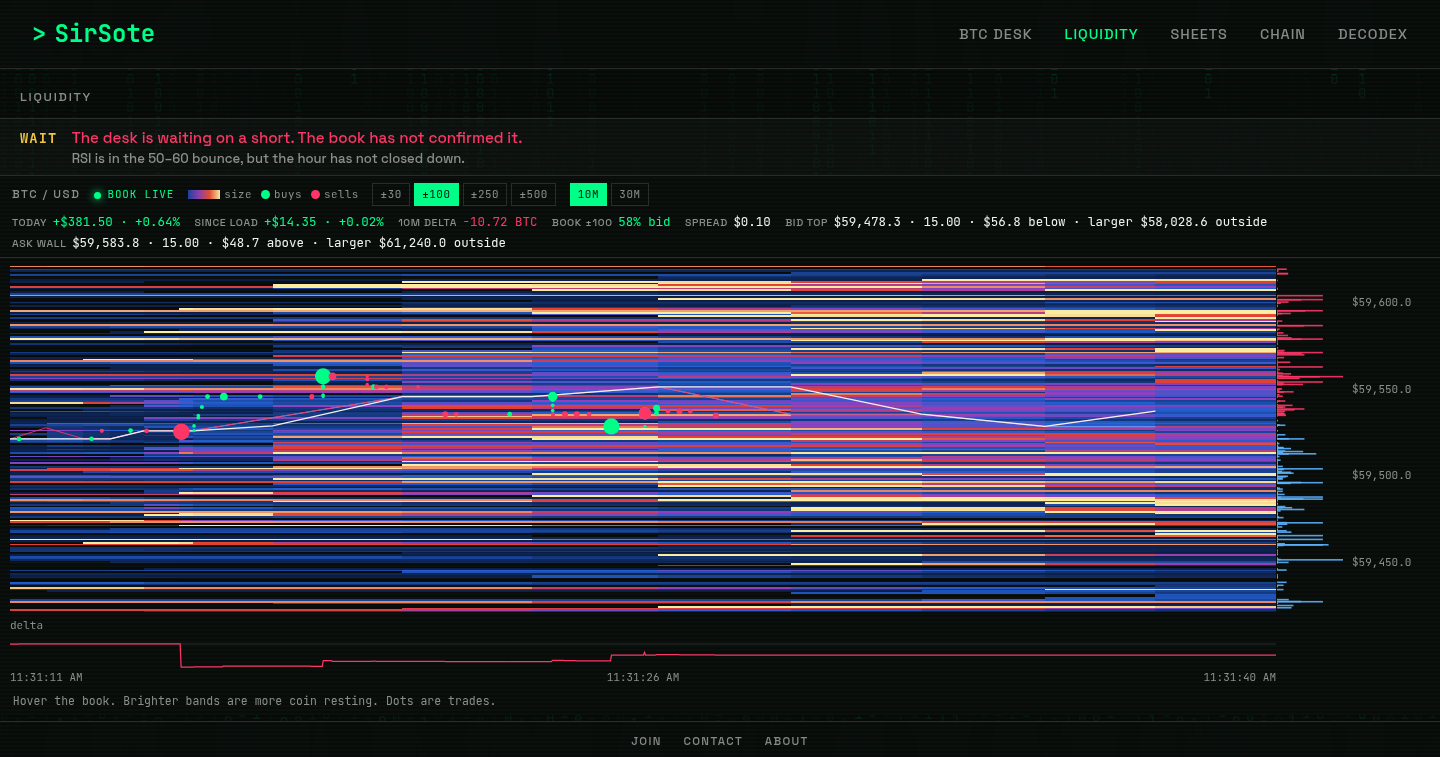 > SirSote
BTC DESK LIQUIDITY SHEETS CHAIN DECODEX
LIQUIDITY
WAIT The desk is waiting on a short. The book has not confirmed it.
RSI is in the 50–60 bounce, but the hour has not closed down.
BTC / USD BOOK LIVE size buys sells ±30 ±100 ±250 ±500 10M 30M
TODAY +$381.50 · +0.64% SINCE LOAD +$14.35 · +0.02% 10M DELTA -10.72 BTC BOOK ±100 58% bid SPREAD $0.10 BID TOP $59,478.3 · 15.00 · $56.8 below · larger $58,028.6 outside
ASK WALL $59,583.8 · 15.00 · $48.7 above · larger $61,240.0 outside
$59,600.0
$59,550.0
$59,500.0
$59,450.0
delta
11:31:11 AM 11:31:26 AM 11:31:40 AM
Hover the book. Brighter bands are more coin resting. Dots are trades.
JOIN CONTACT ABOUT